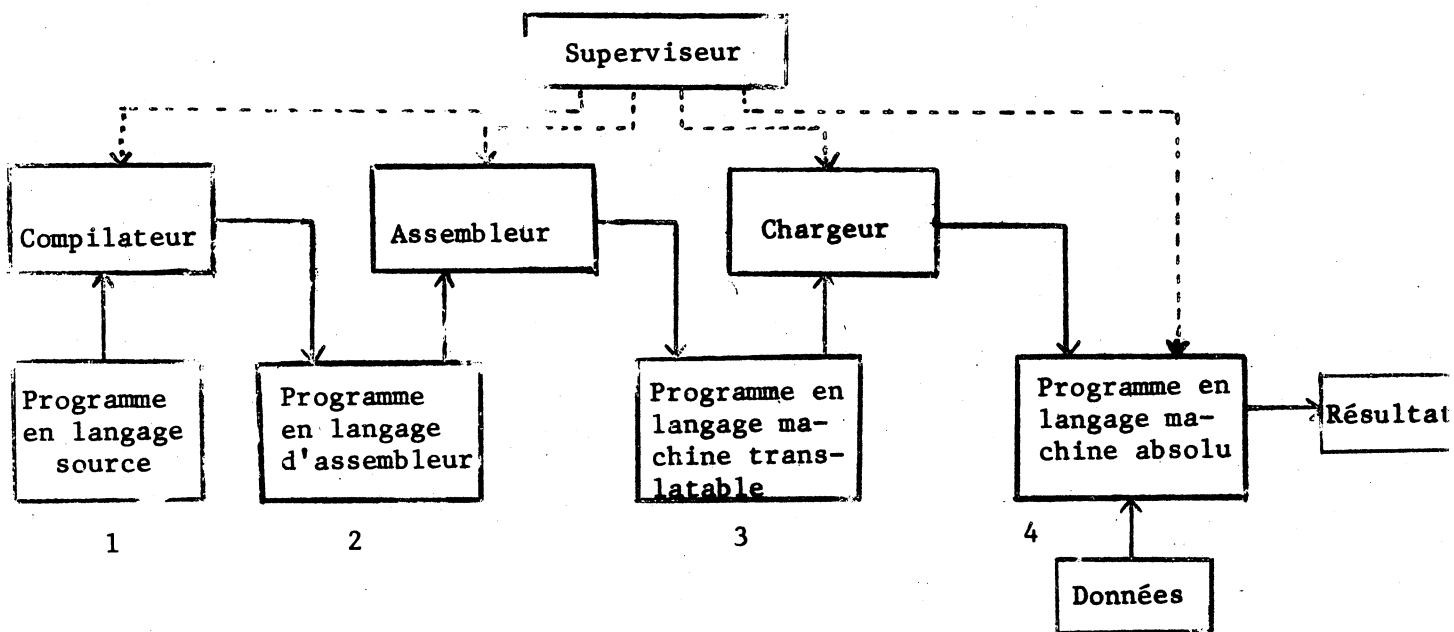 Superviseur
Compilateur
Assembleur
Chargeur
Programme
en langage
source
Programme
en langage
d'assembleur
Programme en
langage ma-
chine trans-
latable
Programme en
langage ma-
chine absolu
Résultat
1
2
3
4
Données